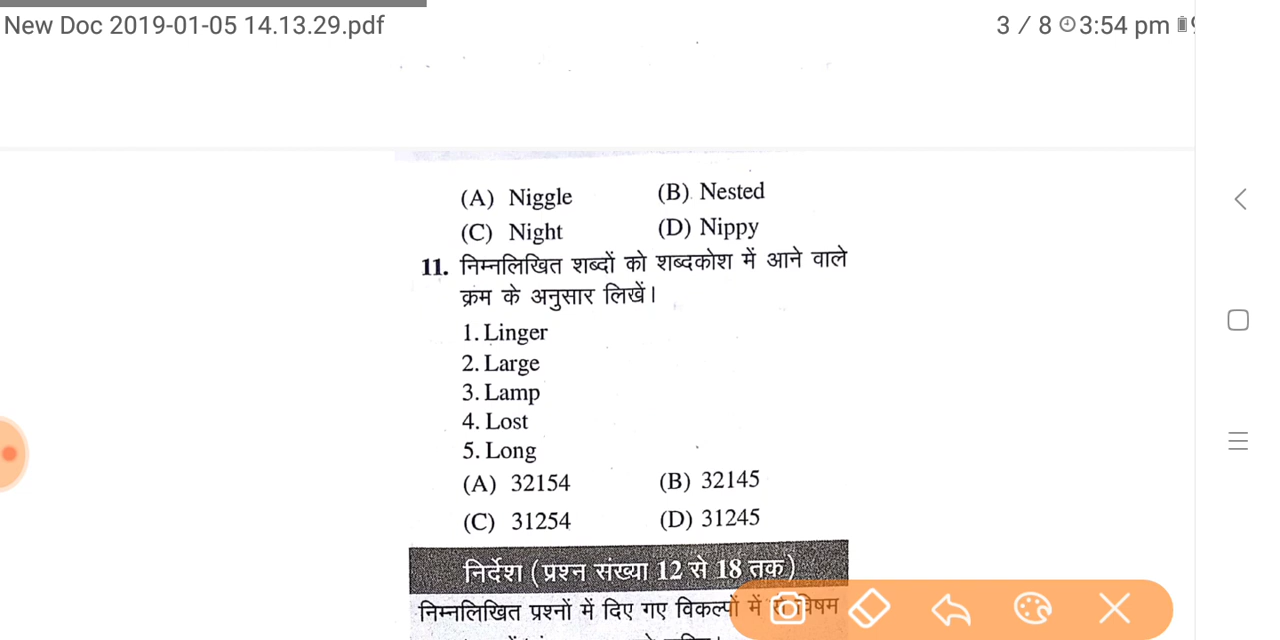 New Doc 2019-01-05 14.13.29.pdf
3 / 8 3:54 pm
(A) Niggle (B) Nested
(C) Night (D) Nippy
11. निम्नलिखित शब्दों को शब्दकोश में आने वाले
क्रम के अनुसार लिखें।
1. Linger
2. Large
3. Lamp
4. Lost
5. Long
(A) 32154 (B) 32145
(C) 31254 (D) 31245
निर्देश (प्रश्न संख्या 12 से 18 तक)
निम्नलिखित प्रश्नों में दिए गए विकल्पों में से विषम